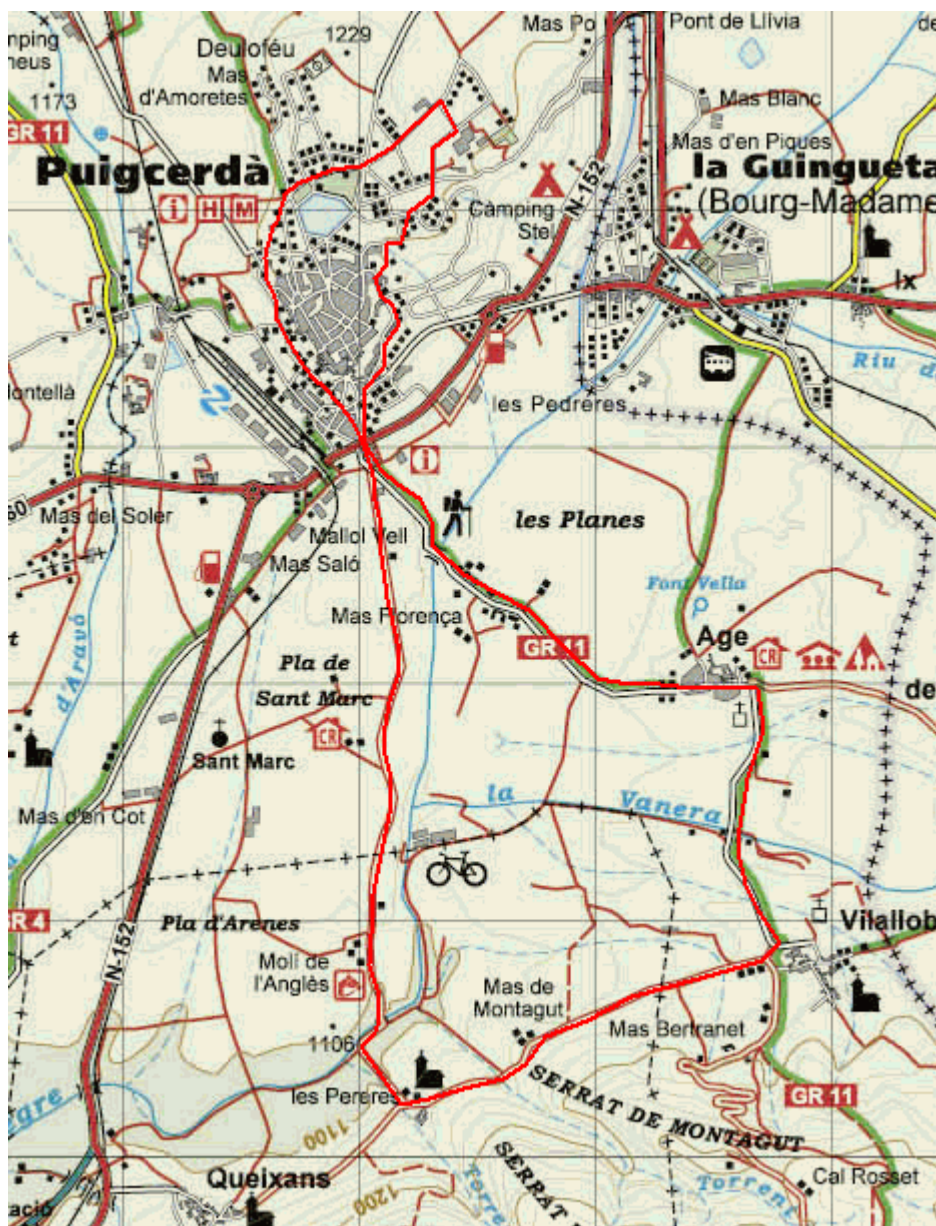 Mas Po
Pont de Llívia
Deulofeu
1229
Mas
d'Amoretes
1173
Mas Blanc
GR 11
Mas d'en Piques
Puigcerdà
la Guingueta
(Bourg-Madame
i H M
Càmping
Stel
N-152
Ix
Riu
les Pedreres
i
Mas del Soler
Mallol Vell
Mas Saló
les Planes
Font Vella
Mas Florença
d'Aravó
GR 11
Age
CR
Pla de
Sant Marc
de
CR
Sant Marc
la Vanera
Mas d'en Cot
GR 4
Pla d'Arenes
Vilallob
N-152
Molí de
l'Anglès
Mas de
Montagut
Mas Bertranet
1106
les Pereres
SERRAT DE MONTAGUT
GR 11
1100
Queixans
1200
SERRAT
Torrent
Cal Rosset